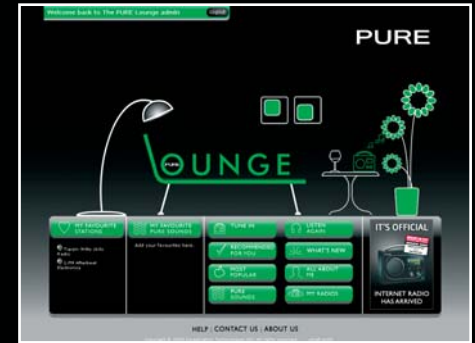 Welcome back to The PURE Lounge admin
PURE
PURE
LOUNGE
MY FAVOURITE STATIONS
MY FAVOURITE PURE SOUNDS
Add your favourites here
TUNE IN
LISTEN AGAIN
RECOMMENDED FOR YOU
WHAT'S NEW
MOST POPULAR
ALL ABOUT ME
PURE SOUNDS
MY RADIOS
IT'S OFFICIAL
INTERNET RADIO
HAS ARRIVED
HELP | CONTACT US | ABOUT US